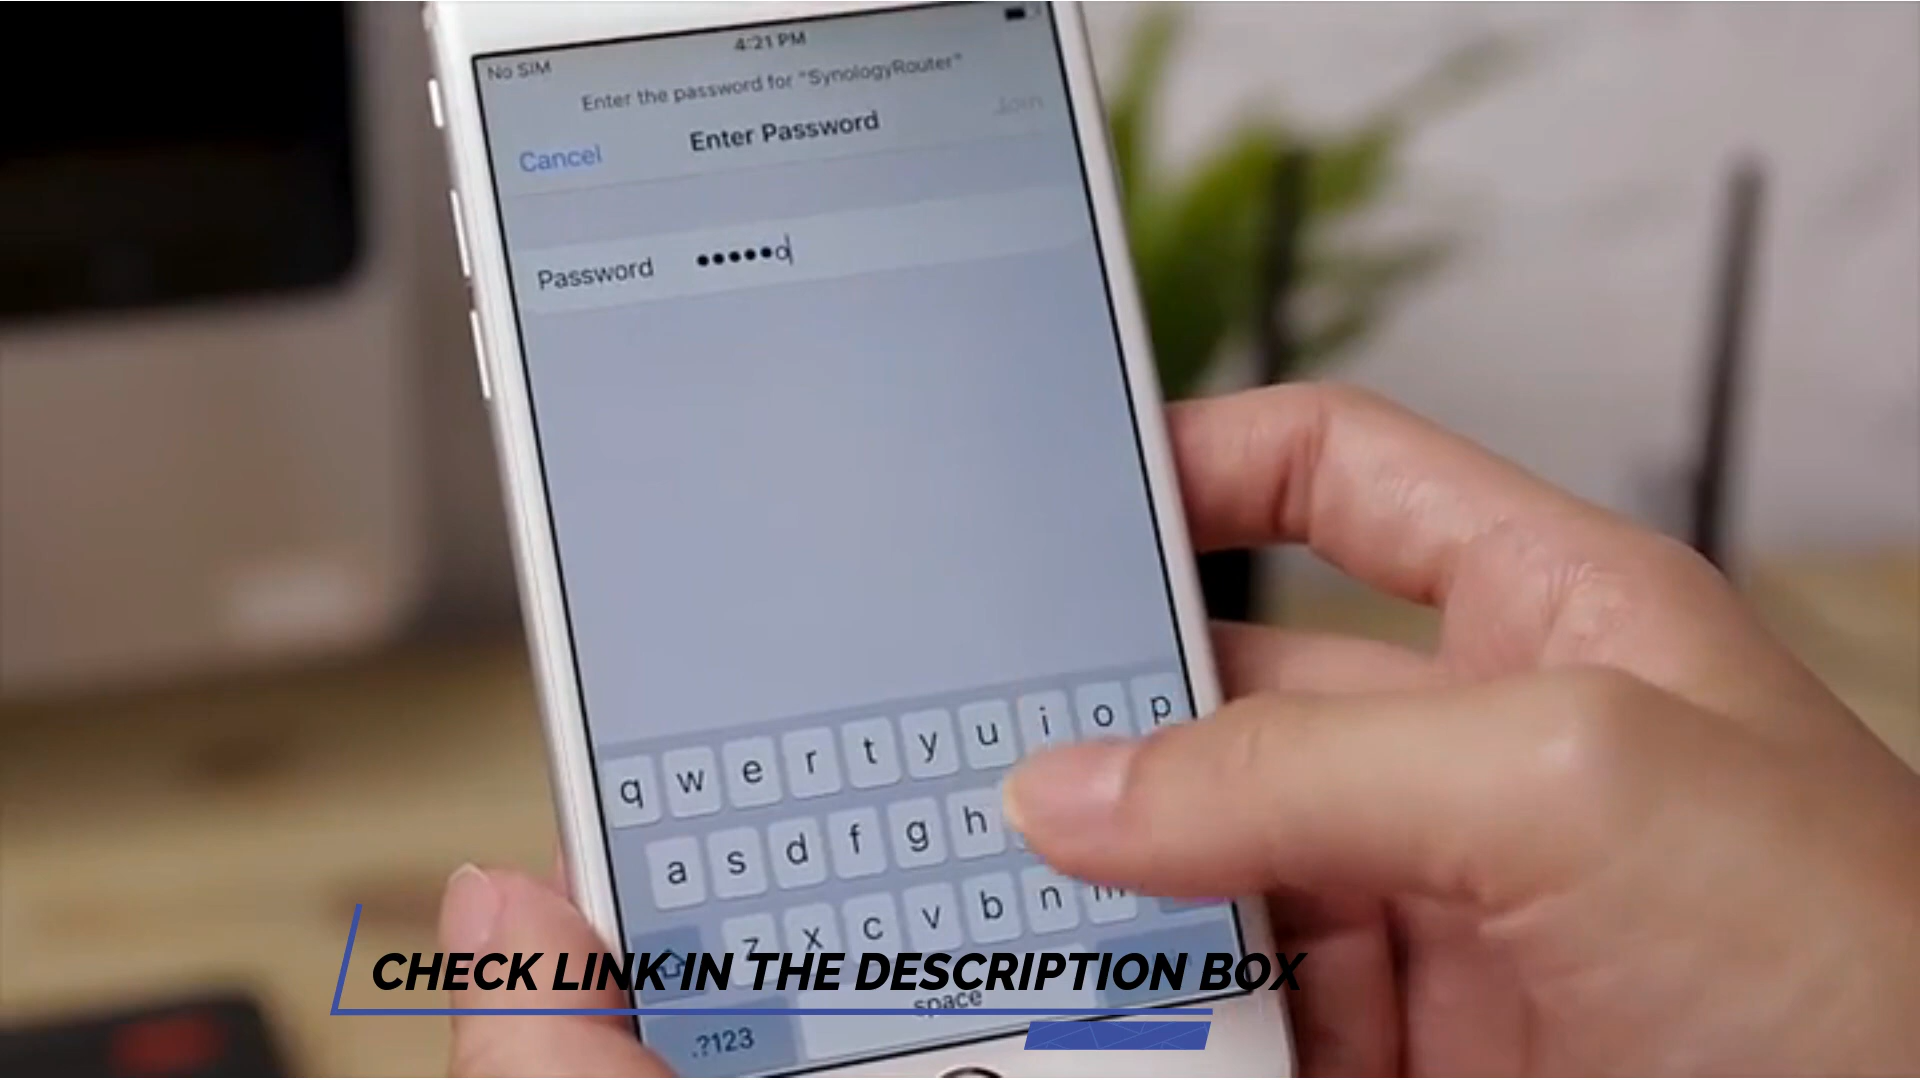 4:21 PM
No SIM
Enter the password for "SynologyRouter"
Cancel Enter Password Join
Password •••••o
q w e r t y u i o p
a s d f g h
z x c v b n m
CHECK LINK IN THE DESCRIPTION BOX
space
.?123